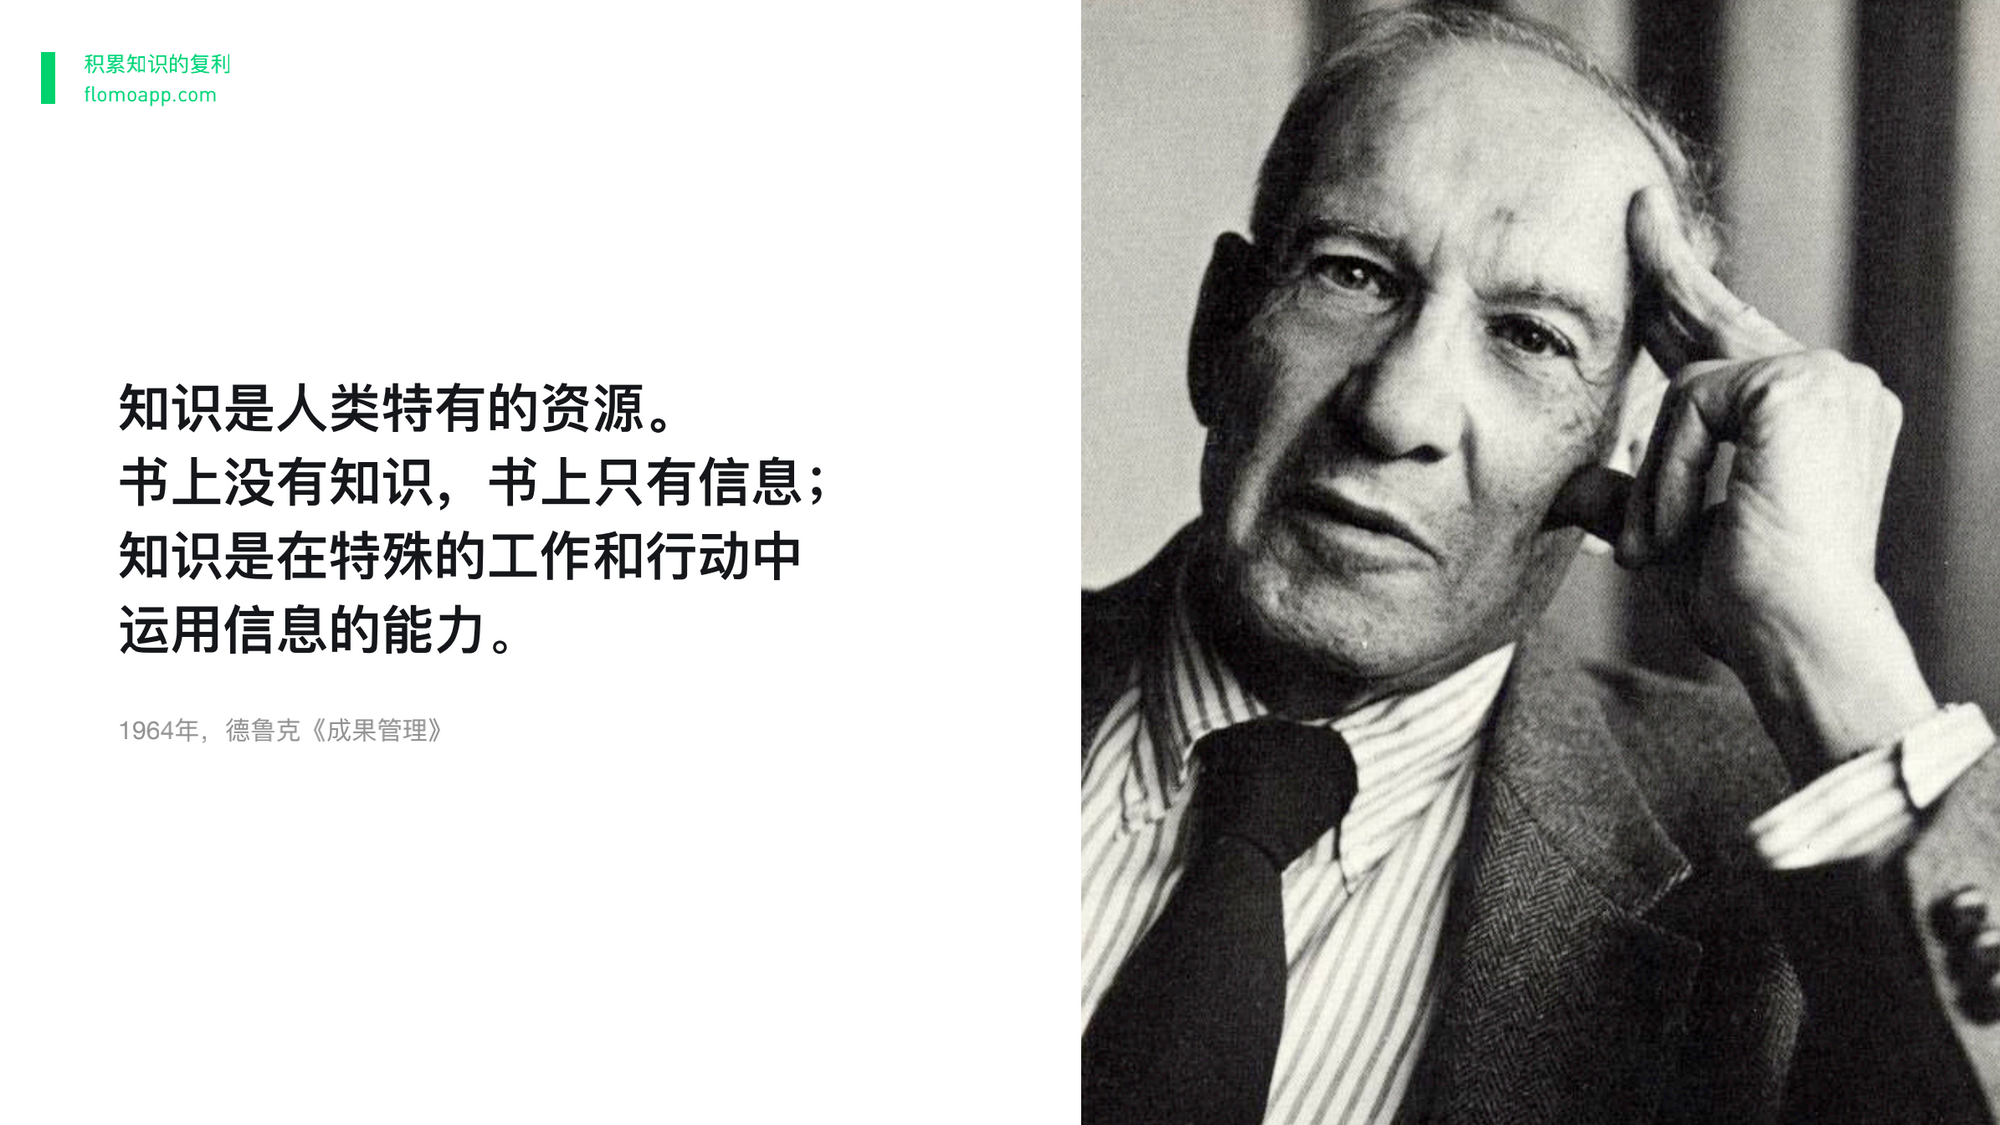 积累知识的复利
flomoapp.com
知识是人类特有的资源。
书上没有知识，书上只有信息；
知识是在特殊的工作和行动中
运用信息的能力。
1964年，德鲁克《成果管理》